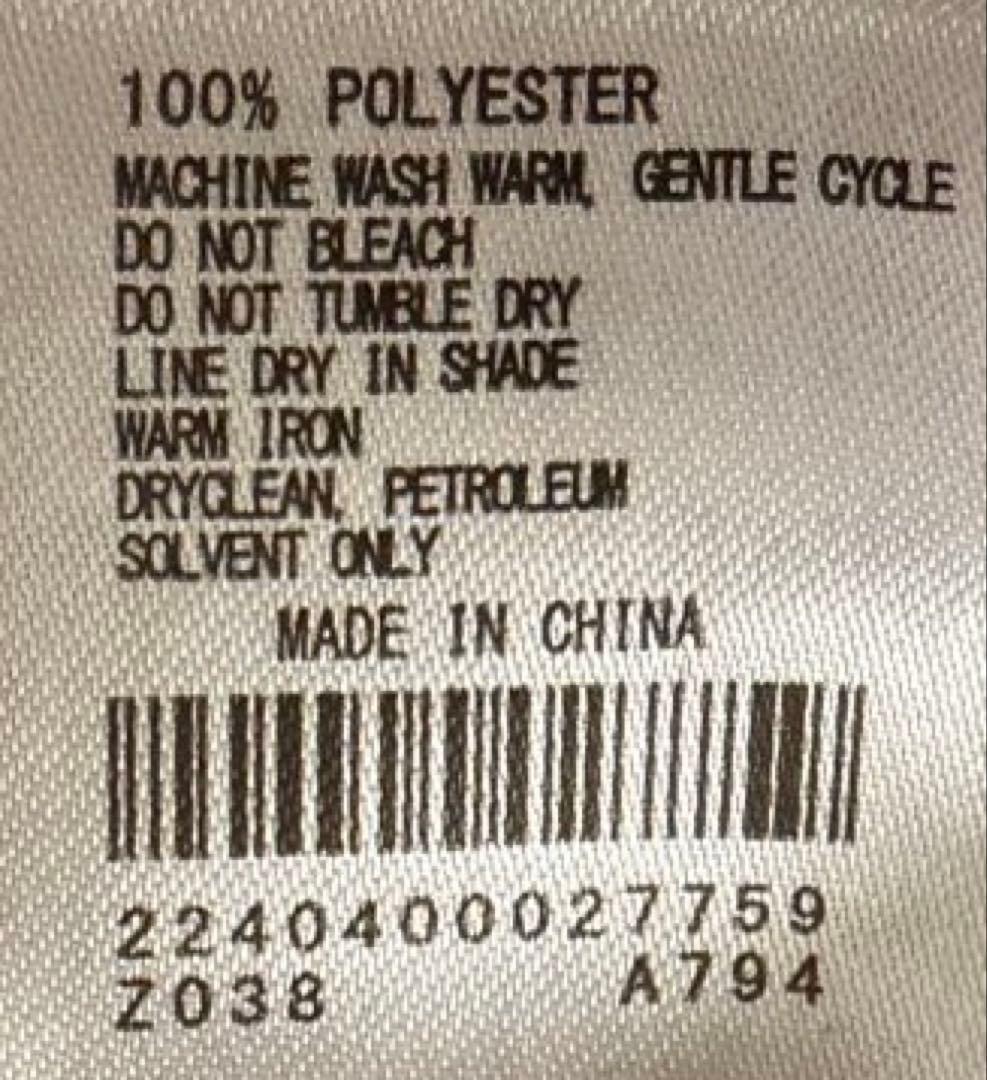 100% POLYESTER
MACHINE WASH WARM, GENTLE CYCLE
DO NOT BLEACH
DO NOT TUMBLE DRY
LINE DRY IN SHADE
WARM IRON
DRYCLEAN, PETROLEUM
SOLVENT ONLY
MADE IN CHINA
2240400027759
Z038 A794